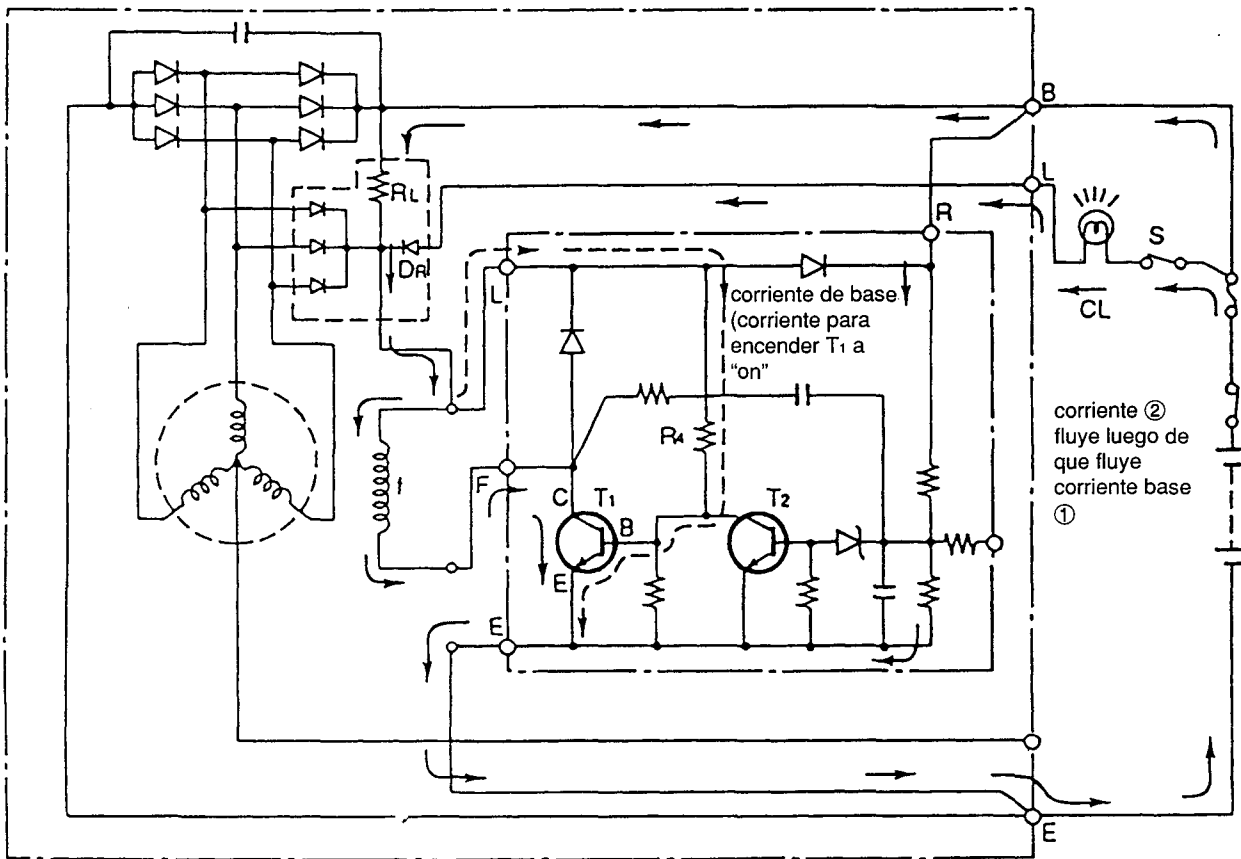 B
L
R
RL
DR
S
CL
L
corriente de base
(corriente para
encender T1 a
"on"
R4
corriente ②
fluye luego de
que fluye
corriente base
①
f
F
C
T1
B
E
T2
E
E